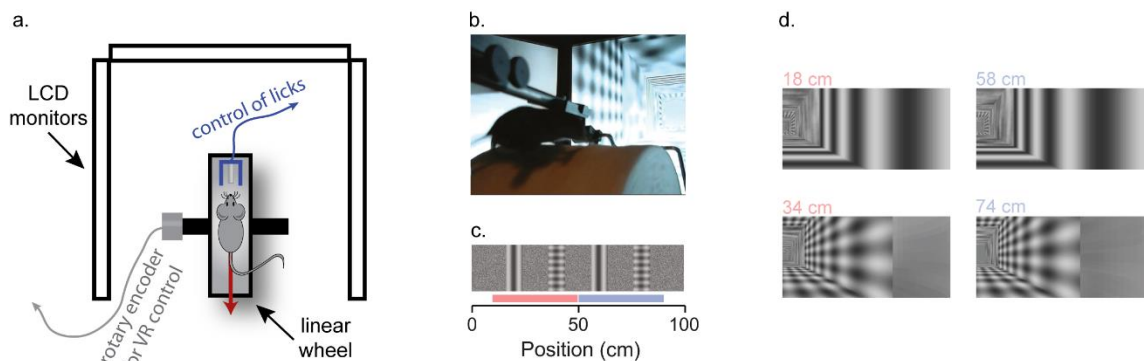 a.
LCD
monitors
control of licks
rotary encoder
or VR control
linear
wheel
b.
c.
0
50
100
Position (cm)
d.
18 cm
58 cm
34 cm
74 cm